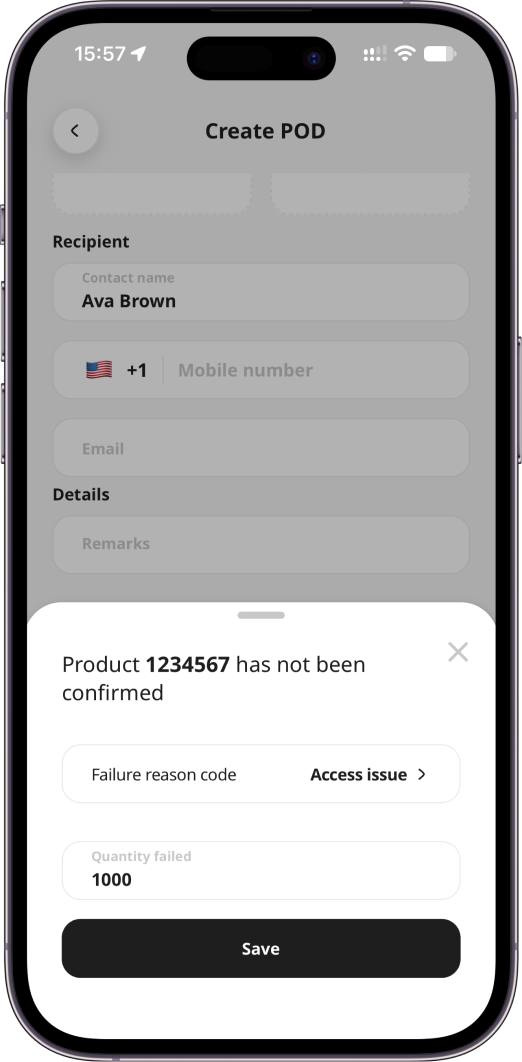 15:57
Create POD
Recipient
Contact name
Ava Brown
+1 Mobile number
Email
Details
Remarks
Product 1234567 has not been
confirmed
Failure reason code Access issue
Quantity failed
1000
Save